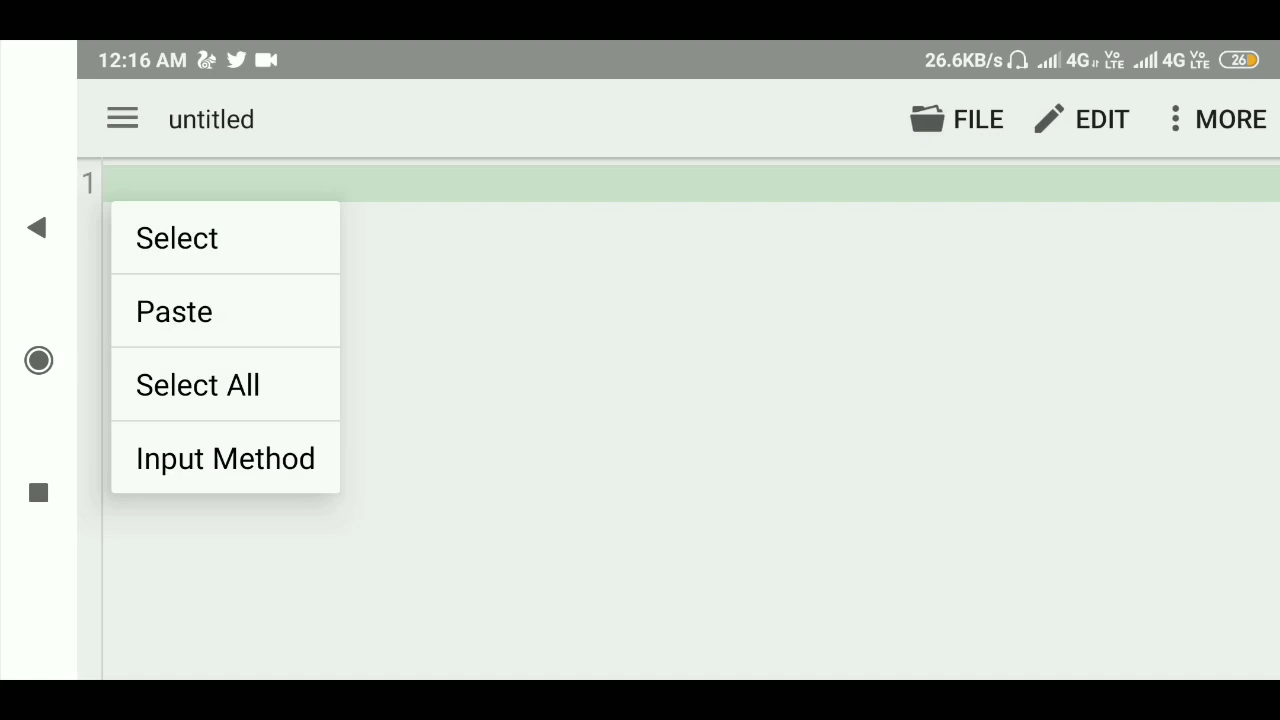 12:16 AM 26.6KB/s 4G Vo LTE 4G Vo LTE 26
untitled FILE EDIT MORE
1
Select
Paste
Select All
Input Method